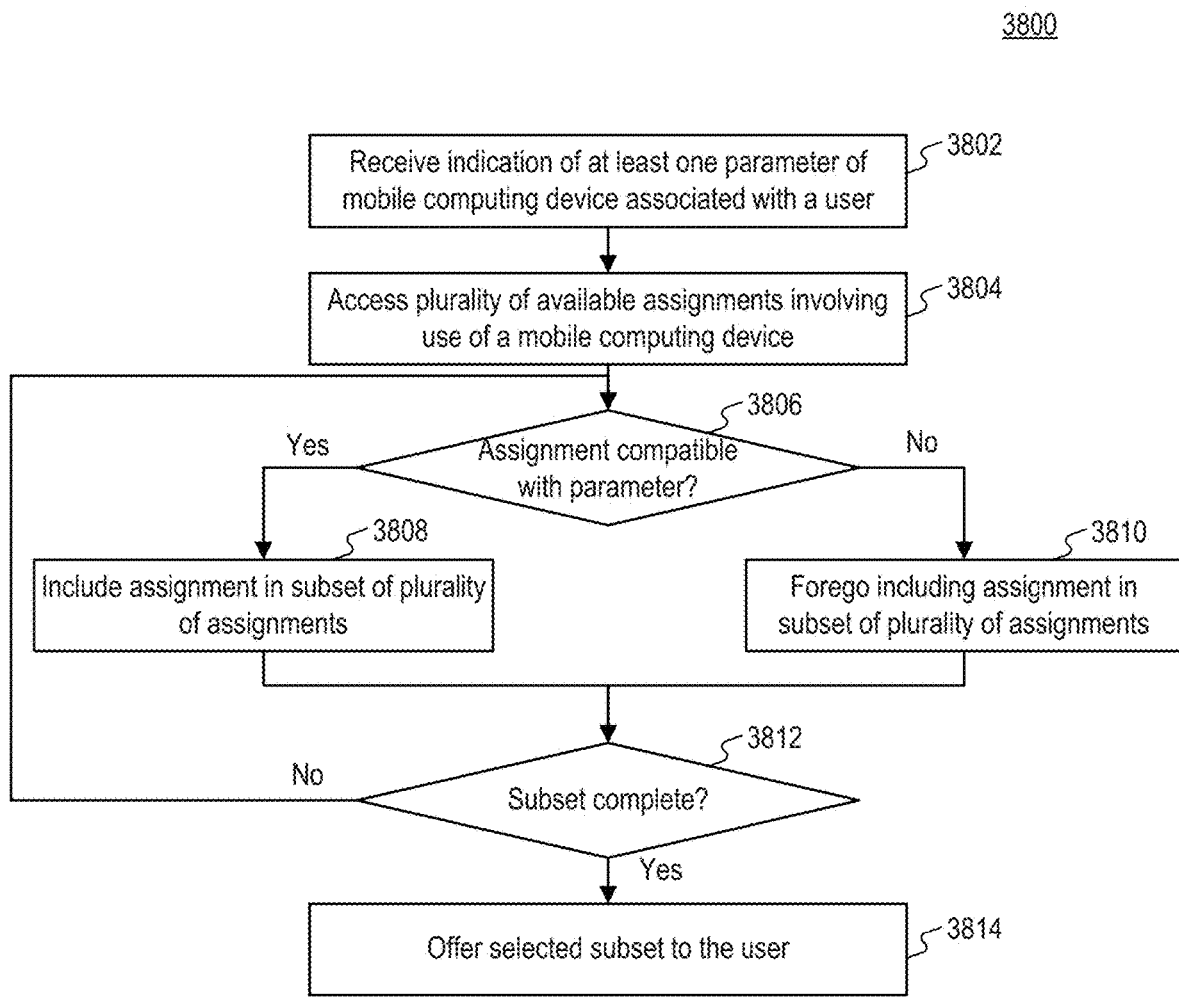 3800
Receive indication of at least one parameter of
mobile computing device associated with a user
3802
Access plurality of available assignments involving
use of a mobile computing device
3804
3806
Yes
Assignment compatible
with parameter?
No
3808
Include assignment in subset of plurality
of assignments
3810
Forego including assignment in
subset of plurality of assignments
3812
No
Subset complete?
Yes
Offer selected subset to the user
3814